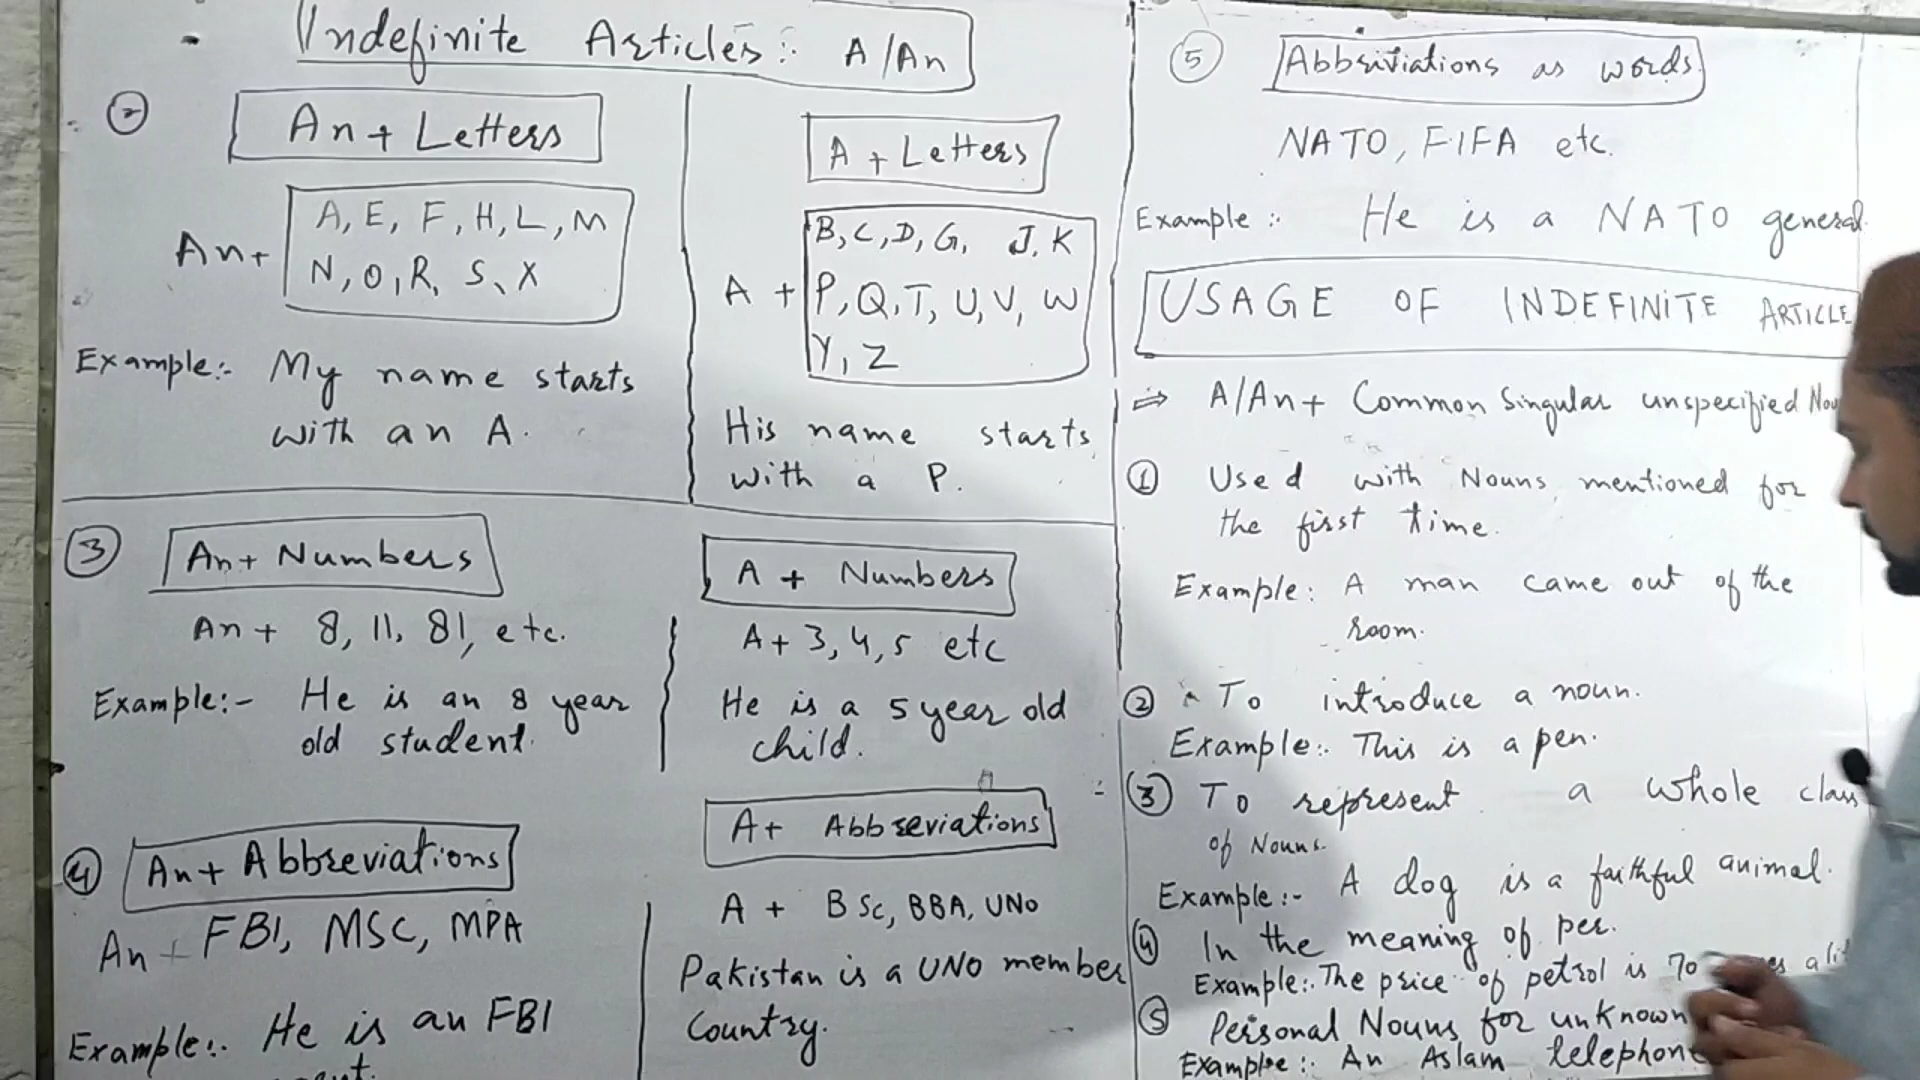 Indefinite Articles:- A/An
2 An + Letters
An+ A, E, F, H, L, M
N, O, R, S, X
Example:- My name starts
with an A.
A + Letters
A + B, C, D, G, J, K
P, Q, T, U, V, W
Y, Z
His name starts
with a P.
3 An+ Numbers
An + 8, 11, 81, etc.
Example:- He is an 8 year
old student.
A + Numbers
A + 3, 4, 5 etc
He is a 5 year old
child.
4 An+ Abbreviations
An + FBI, MSC, MPA
Example:- He is an FBI
A+ Abbreviations
A + BSc, BBA, UNO
Pakistan is a UNO member
Country.
5 Abbriviations as words.
NATO, FIFA etc.
Example:- He is a NATO general.
USAGE OF INDEFINITE ARTICLE
⇒ A/An + Common Singular unspecified
1 Used with Nouns mentioned for
the first time.
Example: A man came out of the
room.
2 To introduce a noun.
Example:- This is a pen.
3 To represent a whole class
of Nouns.
Example:- A dog is a faithful animal.
4 In the meaning of per.
Example:- The price of petrol is 70
5 Personal Nouns for unknown
Example:- An Aslam telephone